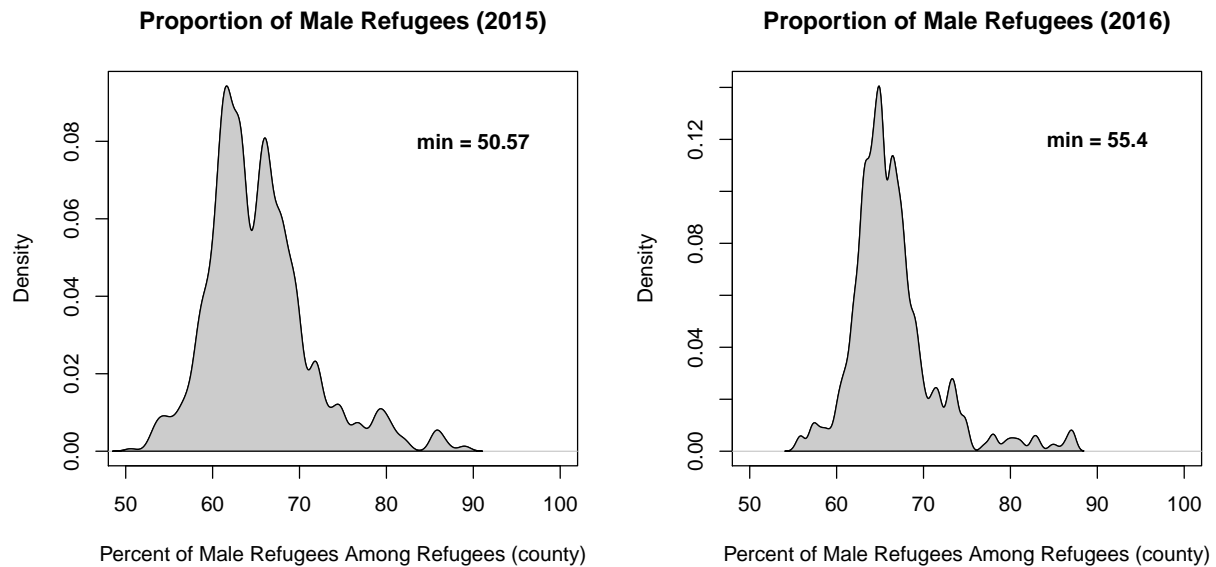 Proportion of Male Refugees (2015)
min = 50.57
Density
0.00
0.02
0.04
0.06
0.08
50 60 70 80 90 100
Percent of Male Refugees Among Refugees (county)
Proportion of Male Refugees (2016)
min = 55.4
Density
0.00
0.04
0.08
0.12
50 60 70 80 90 100
Percent of Male Refugees Among Refugees (county)